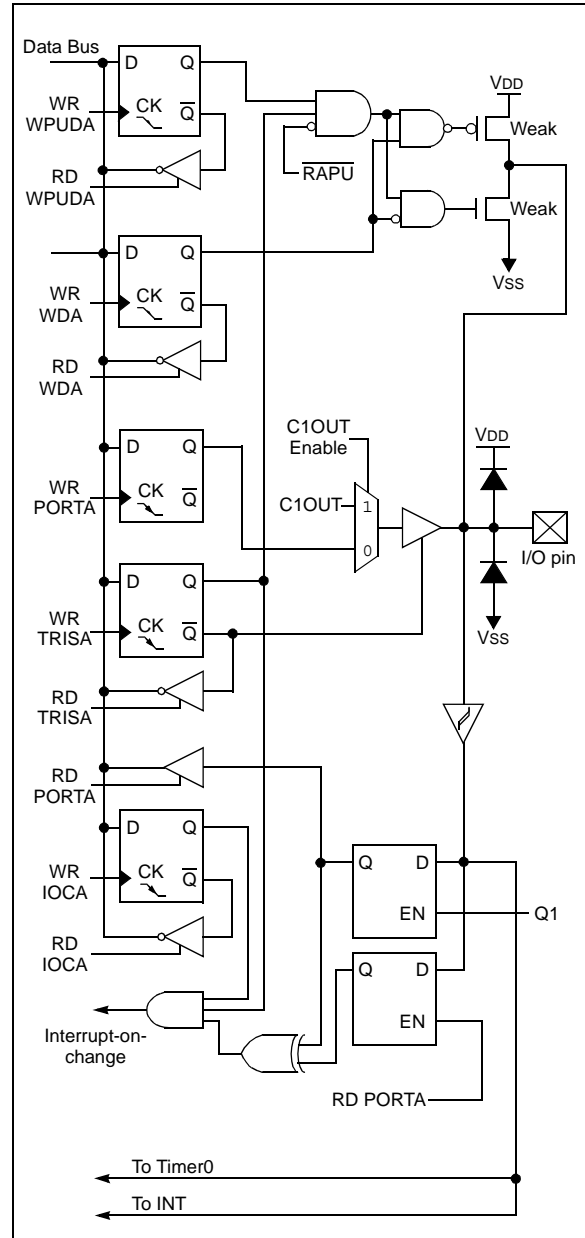 Data Bus
D Q
VDD
WR
WPUDA
CK Q̅
Weak
RD
WPUDA
R̅A̅P̅U̅
Weak
VSS
D Q
WR
WDA
CK Q̅
RD
WDA
C1OUT
Enable
VDD
D Q
WR
PORTA
CK Q̅
C1OUT
1
0
I/O pin
D Q
VSS
WR
TRISA
CK Q̅
RD
TRISA
RD
PORTA
D Q
Q D
WR
IOCA
CK Q̅
EN
Q1
RD
IOCA
Q D
EN
Interrupt-on-
change
RD PORTA
To Timer0
To INT